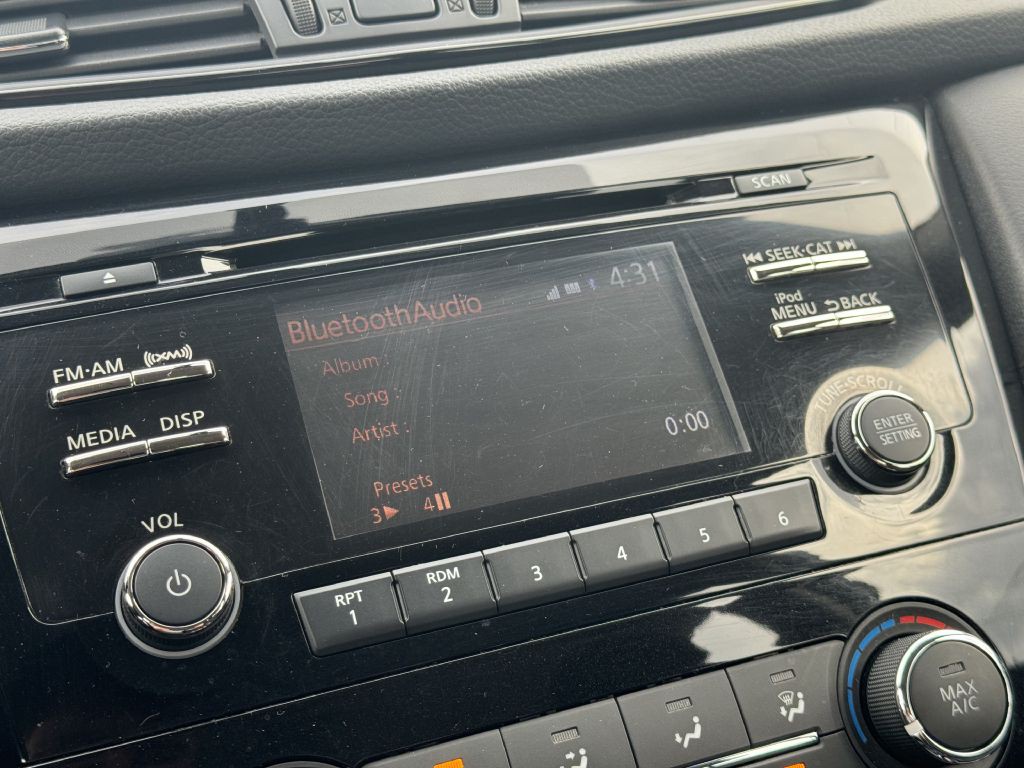 SCAN
SEEK·CAT
iPod
MENU BACK
FM·AM ((XM))
MEDIA DISP
VOL
BluetoothAudio 4:31
Album :
Song :
Artist : 0:00
Presets
3 4
TUNE·SCROLL
ENTER
SETTING
RPT
1
RDM
2
3
4
5
6
MAX
A/C